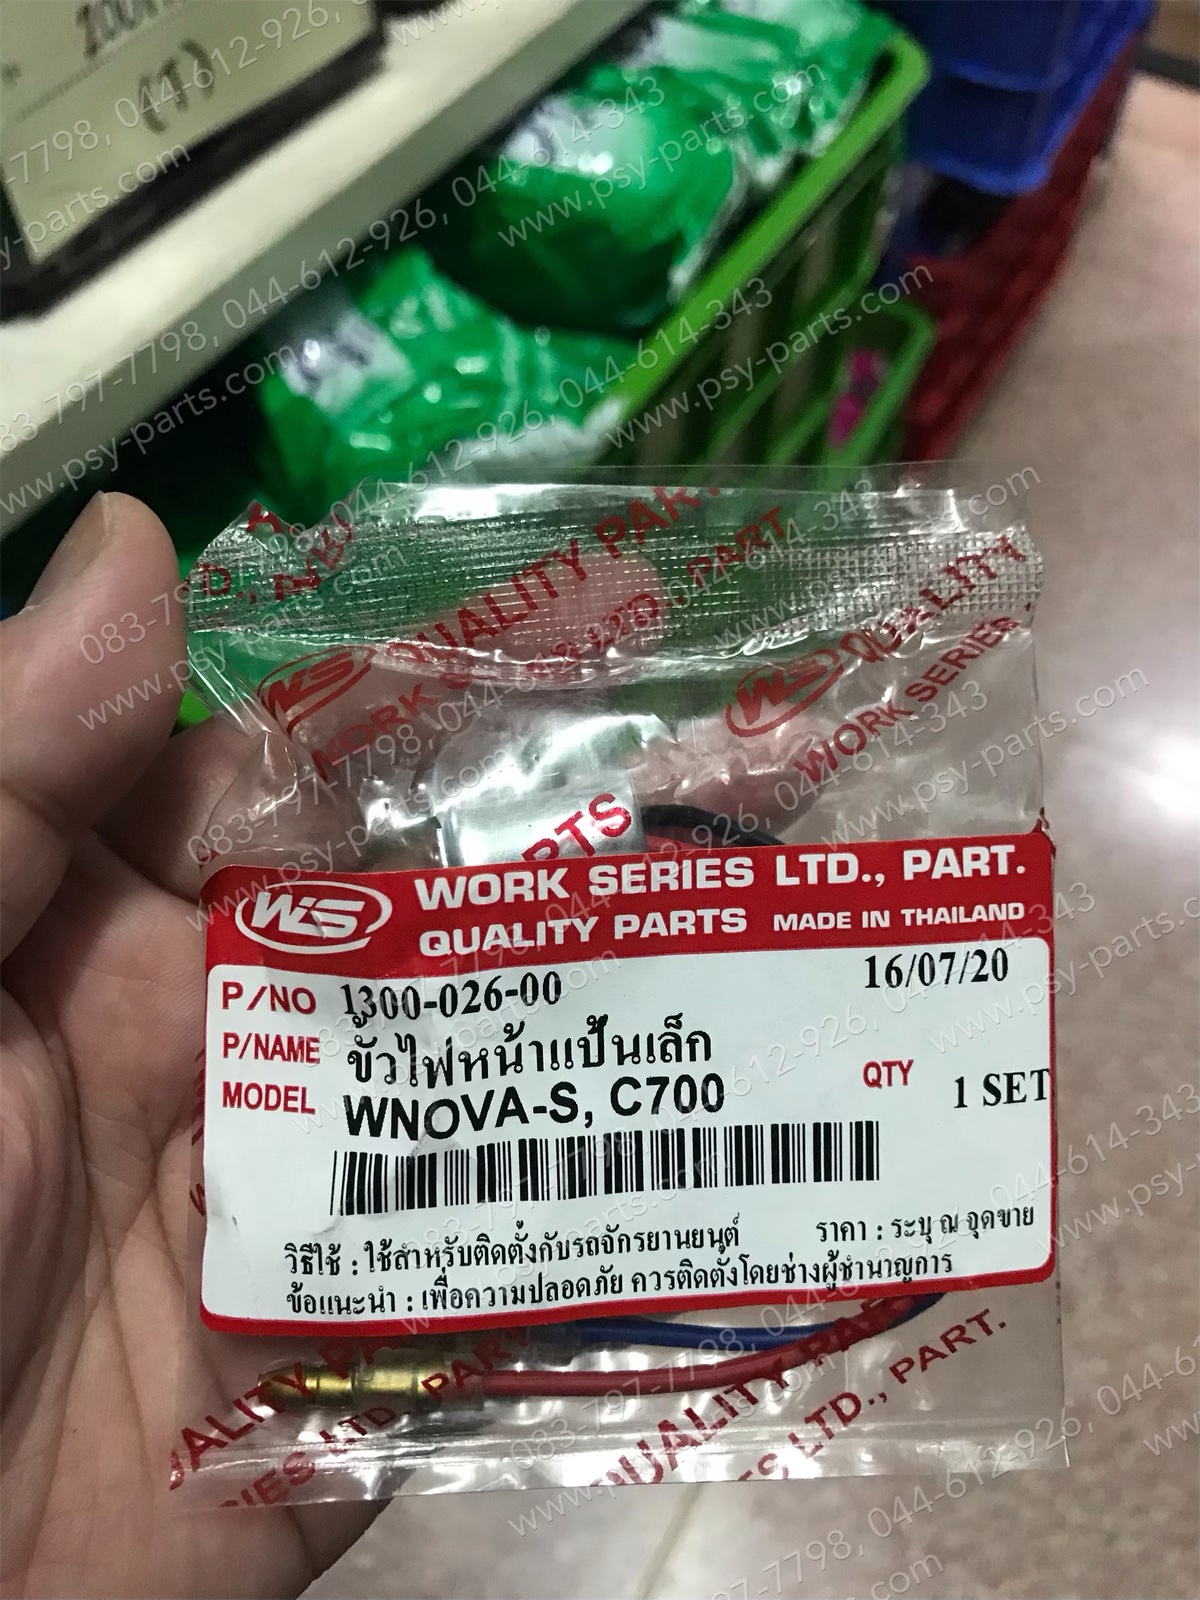 200
(1)
083-797-7798, 044-612-926, 044-614-343
www.psy-parts.com
QUALITY PARTS
WORK SERIES LTD., PART.
WS QUALITY
WORK SERIES
PARTS
WS WORK SERIES LTD., PART.
QUALITY PARTS MADE IN THAILAND
P/NO 1300-026-00 16/07/20
P/NAME ขั้วไฟหน้าแป้นเล็ก
MODEL WNOVA-S, C700 QTY 1 SET
วิธีใช้ : ใช้สำหรับติดตั้งกับรถจักรยานยนต์ ราคา : ระบุ ณ จุดขาย
ข้อแนะนำ : เพื่อความปลอดภัย ควรติดตั้งโดยช่างผู้ชำนาญการ
QUALITY PARTS
LTD., PART.